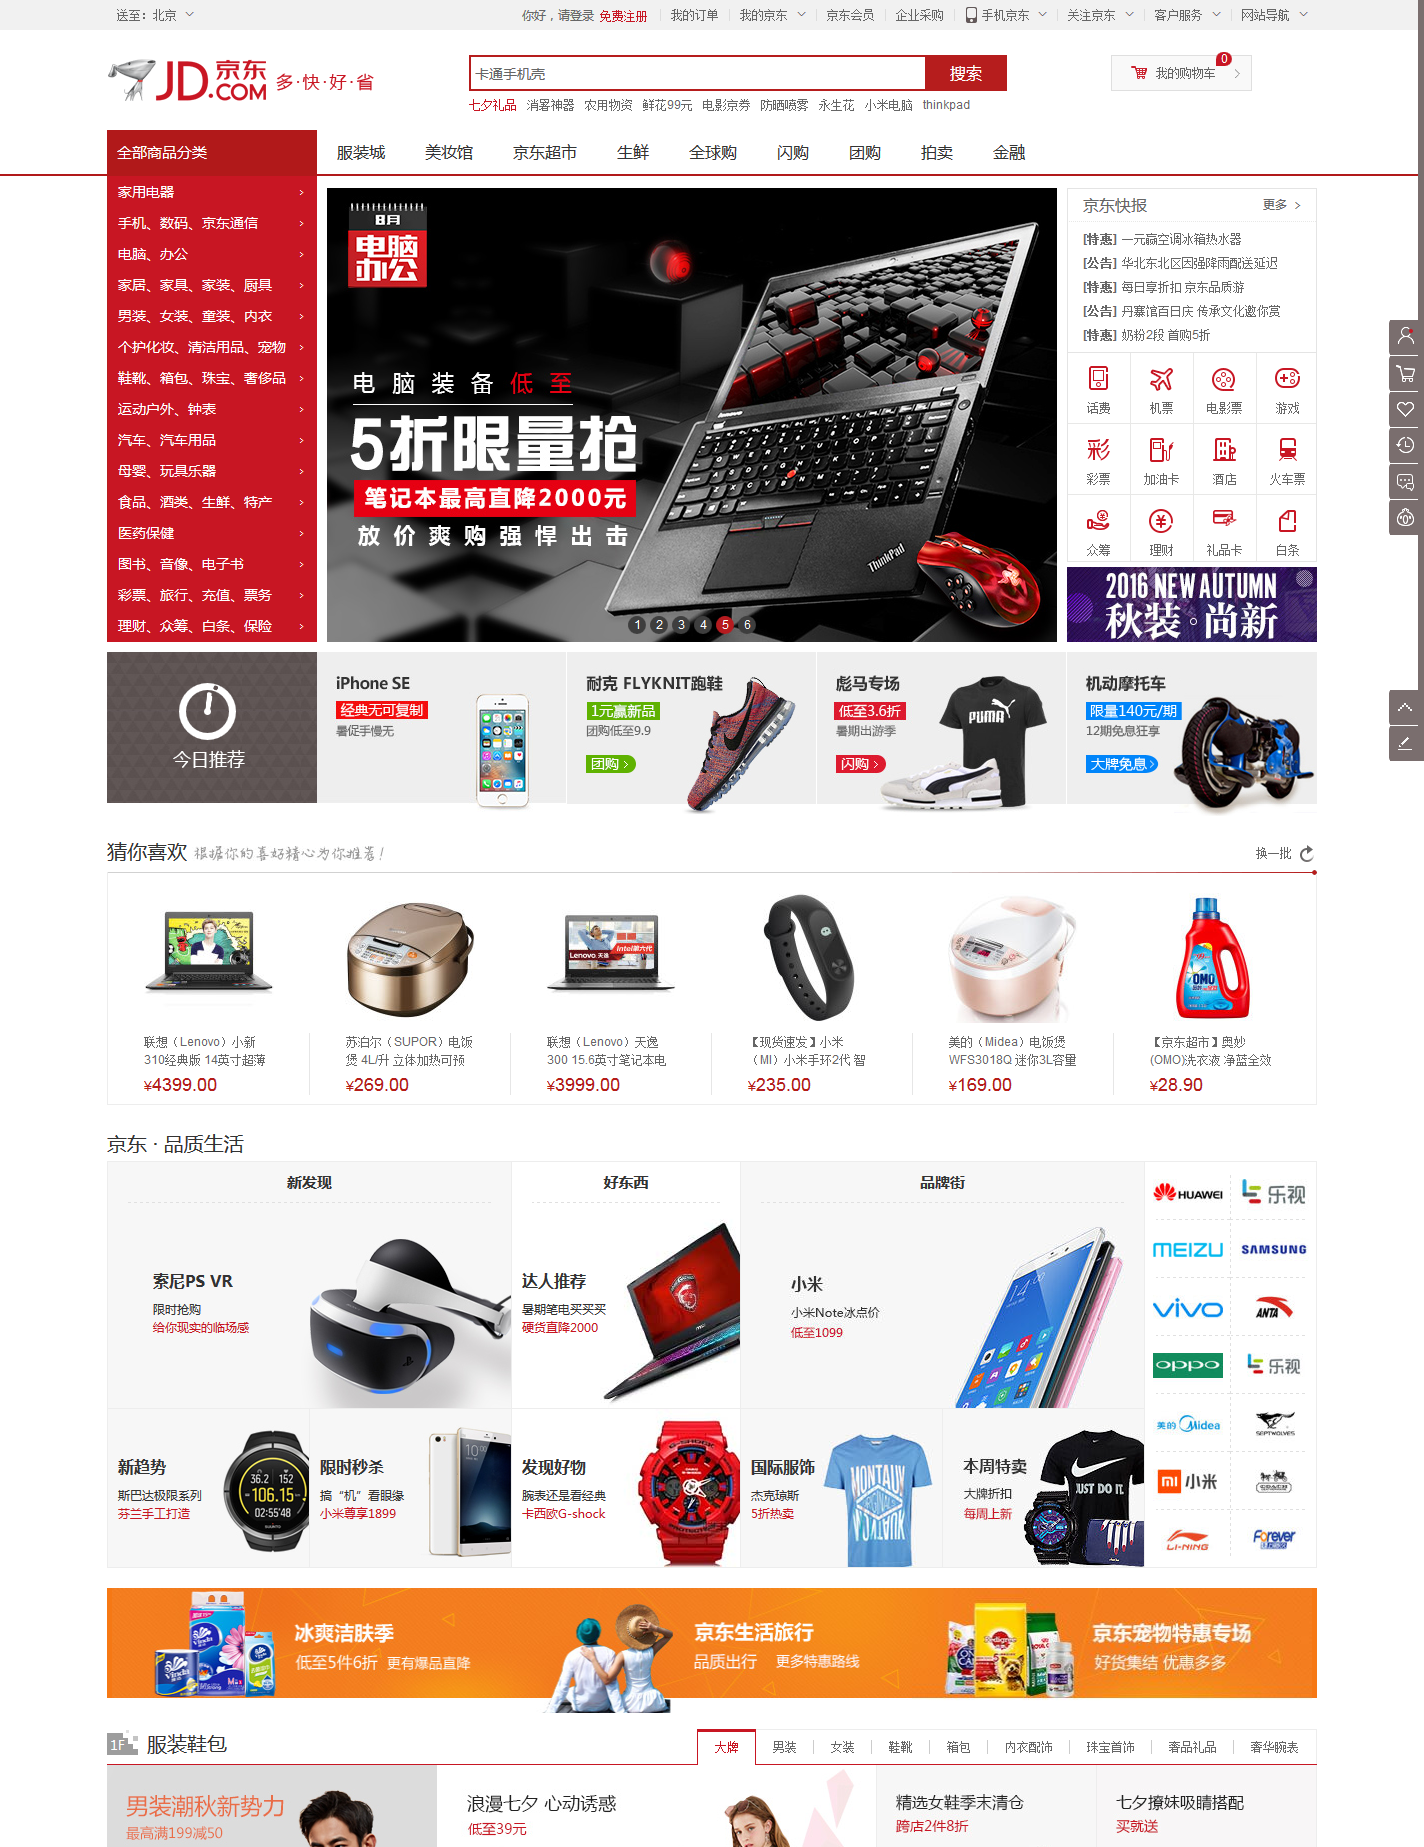 送至：北京
你好，请登录 免费注册
我的订单
我的京东
京东会员
企业采购
手机京东
关注京东
客户服务
网站导航
JD.COM 京东
多·快·好·省
卡通手机壳
搜索
0
我的购物车
七夕礼品 消署神器 农用物资 鲜花99元 电影京券 防晒喷雾 永生花 小米电脑 thinkpad
全部商品分类
服装城 美妆馆 京东超市 生鲜 全球购 闪购 团购 拍卖 金融
家用电器
手机、数码、京东通信
电脑、办公
家居、家具、家装、厨具
男装、女装、童装、内衣
个护化妆、清洁用品、宠物
鞋靴、箱包、珠宝、奢侈品
运动户外、钟表
汽车、汽车用品
母婴、玩具乐器
食品、酒类、生鲜、特产
医药保健
图书、音像、电子书
彩票、旅行、充值、票务
理财、众筹、白条、保险
8月
电脑
办公
电脑装备低至
5折限量抢
笔记本最高直降2000元
放价爽购强悍出击
lenovo
ThinkPad
1 2 3 4 5 6
京东快报
更多 >
[特惠] 一元赢空调冰箱热水器
[公告] 华北东北区因强降雨配送延迟
[特惠] 每日享折扣 京东品质游
[公告] 丹寨馆百日庆 传承文化邀你赏
[特惠] 奶粉2段 首购5折
话费 机票 电影票 游戏
彩
彩票 加油卡 酒店 火车票
众筹 理财 礼品卡 白条
2016 NEW AUTUMN
秋装。尚新
今日推荐
iPhone SE
经典无可复制
暑促手慢无
耐克 FLYKNIT跑鞋
1元赢新品
团购低至9.9
团购 >
彪马专场
低至3.6折
暑期出游季
闪购 >
PUMA
机动摩托车
限量140元/期
12期免息狂享
大牌免息>
猜你喜欢
根据你的喜好精心为你推荐！
换一批
Lenovo 天逸
Intel第六代
OMO
联想（Lenovo）小新
310经典版 14英寸超薄
¥4399.00
苏泊尔（SUPOR）电饭
煲 4L/升 立体加热可预
¥269.00
联想（Lenovo）天逸
300 15.6英寸笔记本电
¥3999.00
【现货速发】小米
（MI）小米手环2代 智
¥235.00
美的（Midea）电饭煲
WFS3018Q 迷你3L容量
¥169.00
【京东超市】奥妙
(OMO)洗衣液 净蓝全效
¥28.90
京东 · 品质生活
新发现
好东西
品牌街
索尼PS VR
限时抢购
给你现实的临场感
达人推荐
暑期笔电买买买
硬货直降2000
小米
小米Note冰点价
低至1099
HUAWEI 乐视
MEIZU SAMSUNG
vivo ANTA
oppo 乐视
美的 Midea SEPTWOLVES
小米
LI-NING Forever
新趋势
斯巴达极限系列
芬兰手工打造
36.2 152
106.15
02:55'48
SUUNTO
限时秒杀
搞“机”看眼缘
小米尊享1899
发现好物
腕表还是看经典
卡西欧G-shock
G-SHOCK
国际服饰
杰克琼斯
5折热卖
本周特卖
大牌折扣
每周上新
JUST DO IT.
冰爽洁肤季
低至5件6折 更有爆品直降
Vinda
京东生活旅行
品质出行 更多特惠路线
Pedigree
ROYAL CANIN
京东宠物特惠专场
好货集结 优惠多多
1F 服装鞋包
大牌 男装 女装 鞋靴 箱包 内衣配饰 珠宝首饰 奢品礼品 奢华腕表
男装潮秋新势力
最高满199减50
浪漫七夕 心动诱惑
低至39元
精选女鞋季末清仓
跨店2件8折
七夕撩妹吸睛搭配
买就送